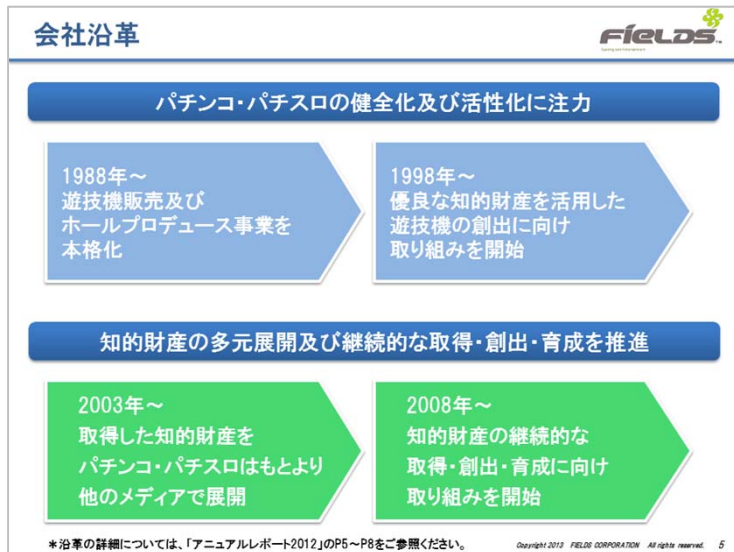 会社沿革
FIELDS
パチンコ・パチスロの健全化及び活性化に注力
1988年～
遊技機販売及び
ホールプロデュース事業を
本格化
1998年～
優良な知的財産を活用した
遊技機の創出に向け
取り組みを開始
知的財産の多元展開及び継続的な取得・創出・育成を推進
2003年～
取得した知的財産を
パチンコ・パチスロはもとより
他のメディアで展開
2008年～
知的財産の継続的な
取得・創出・育成に向け
取り組みを開始
＊沿革の詳細については、「アニュアルレポート2012」のP5～P8をご参照ください。
Copyright 2013 FIELDS CORPORATION All rights reserved. 5